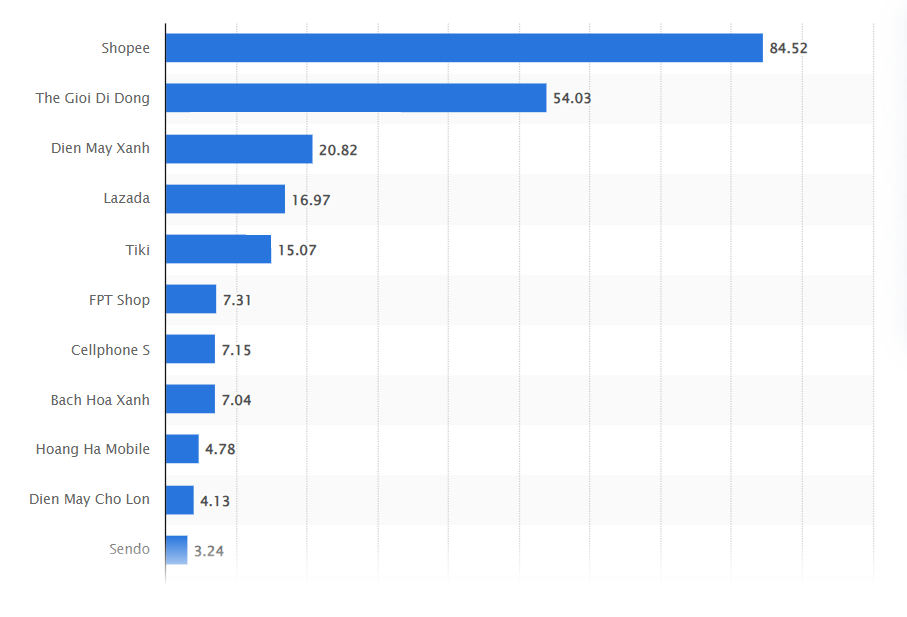 Shopee 84.52
The Gioi Di Dong 54.03
Dien May Xanh 20.82
Lazada 16.97
Tiki 15.07
FPT Shop 7.31
Cellphone S 7.15
Bach Hoa Xanh 7.04
Hoang Ha Mobile 4.78
Dien May Cho Lon 4.13
Sendo 3.24